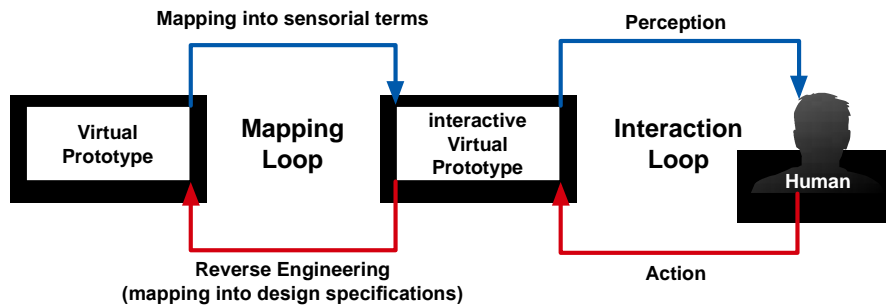 Mapping into sensorial terms
Perception
Virtual
Prototype
Mapping
Loop
interactive
Virtual
Prototype
Interaction
Loop
Human
Reverse Engineering
(mapping into design specifications)
Action